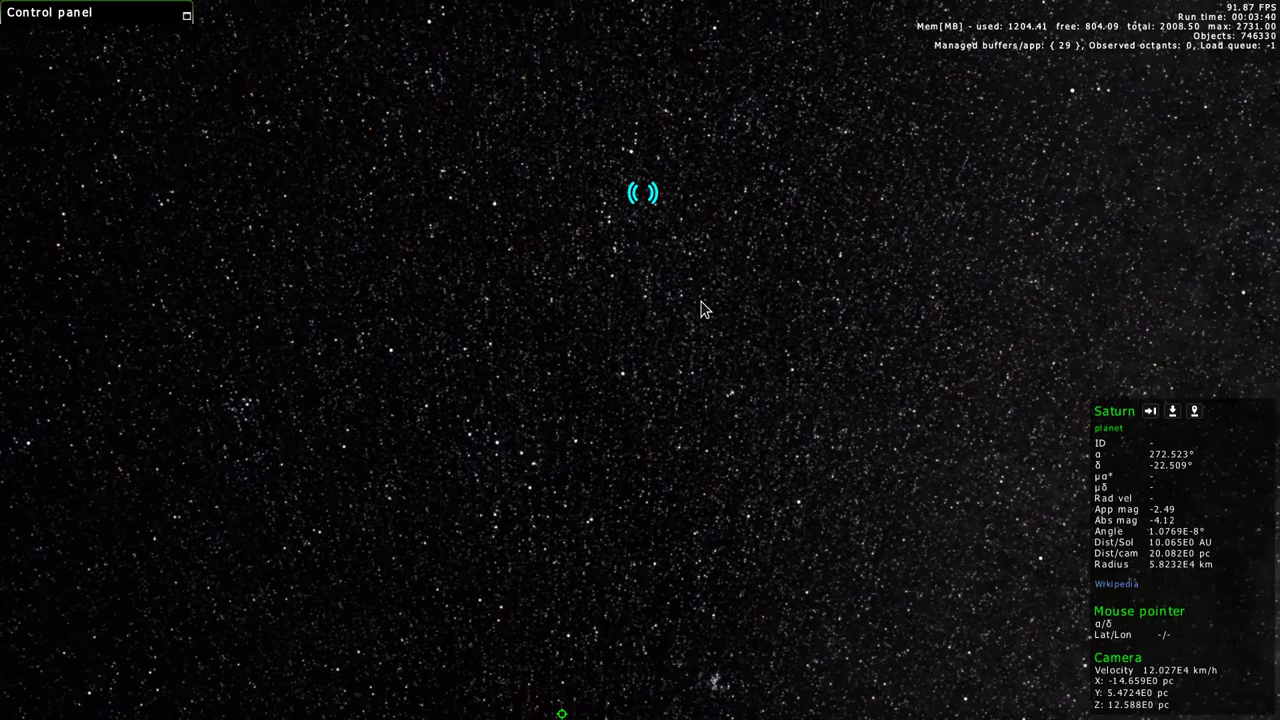 Control panel
91.87 FPS
Run time: 00:03:40
Mem[MB] - used: 1204.41 free: 804.09 total: 2008.50 max: 2731.00
Objects: 746330
Managed buffers/app: { 29 }, Observed octants: 0, Load queue: -1
Saturn
planet
ID -
α 272.523°
δ -22.509°
μα* -
μδ -
Rad vel -
App mag -2.49
Abs mag -4.12
Angle 1.0769E-8°
Dist/Sol 10.065E0 AU
Dist/cam 20.082E0 pc
Radius 5.8232E4 km
Wikipedia
Mouse pointer
α/δ
Lat/Lon -/-
Camera
Velocity 12.027E4 km/h
X: -14.659E0 pc
Y: 5.4724E0 pc
Z: 12.588E0 pc